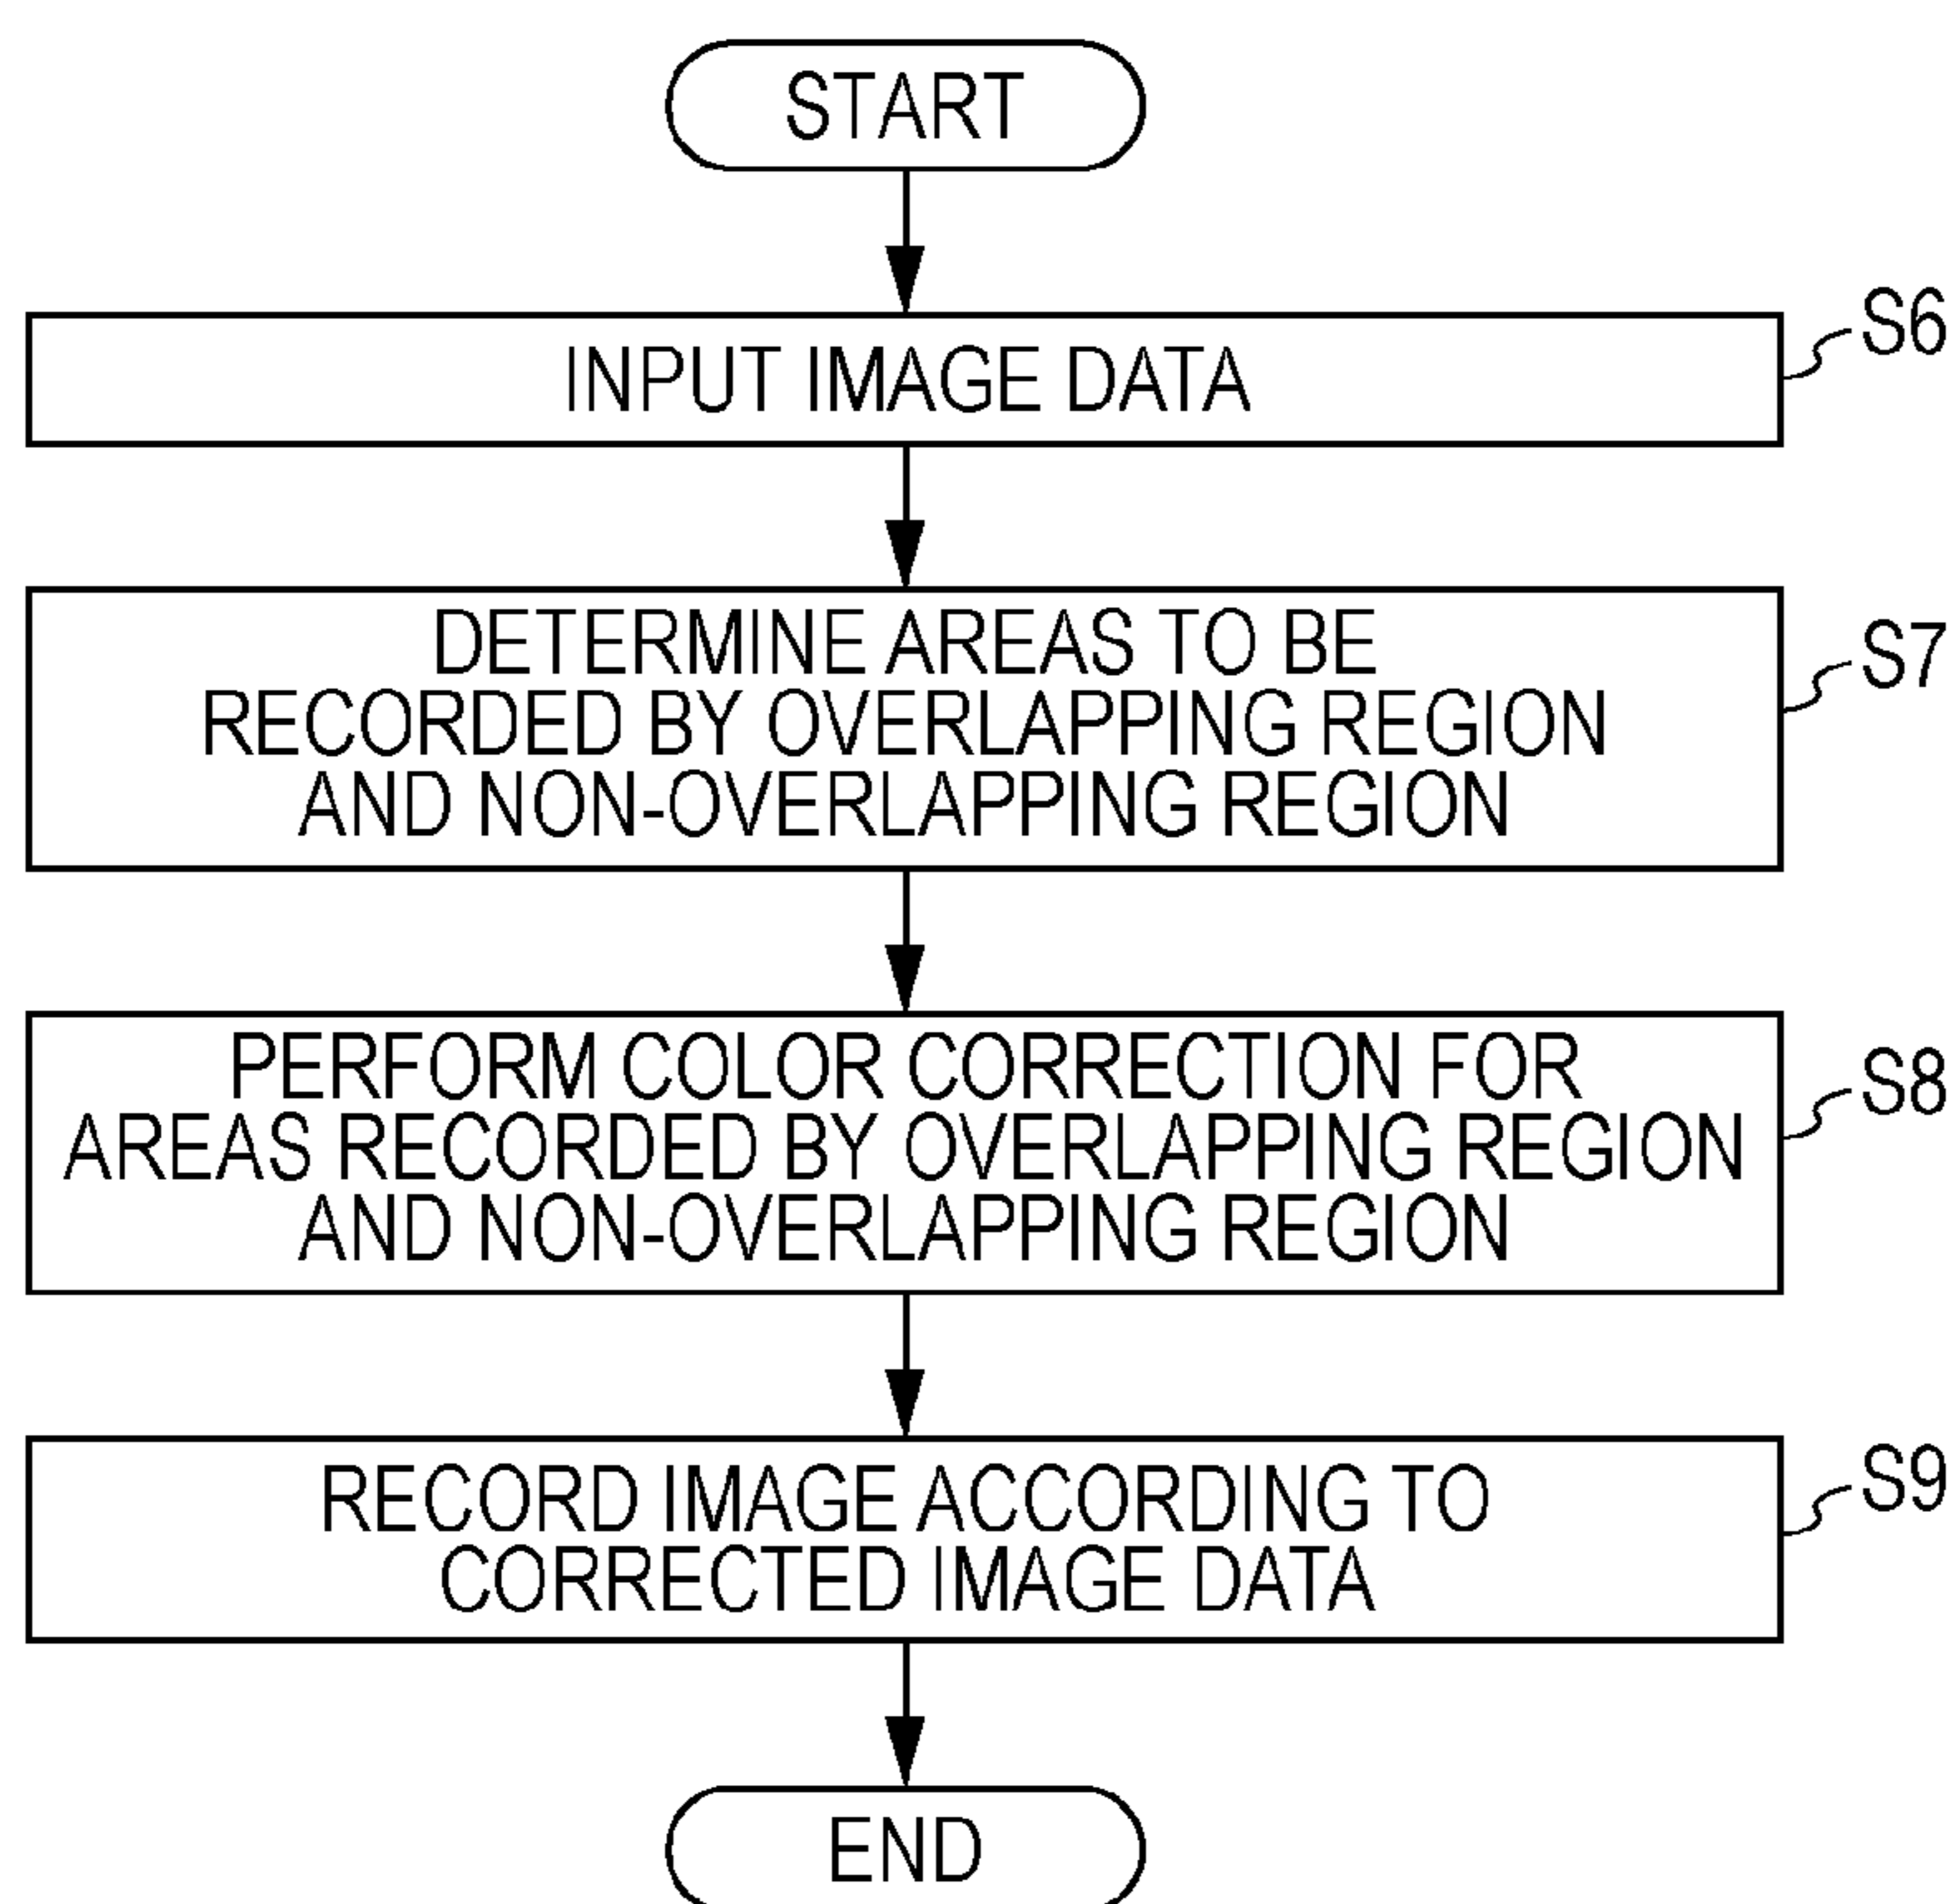 START
INPUT IMAGE DATA
S6
DETERMINE AREAS TO BE
RECORDED BY OVERLAPPING REGION
AND NON-OVERLAPPING REGION
S7
PERFORM COLOR CORRECTION FOR
AREAS RECORDED BY OVERLAPPING REGION
AND NON-OVERLAPPING REGION
S8
RECORD IMAGE ACCORDING TO
CORRECTED IMAGE DATA
S9
END